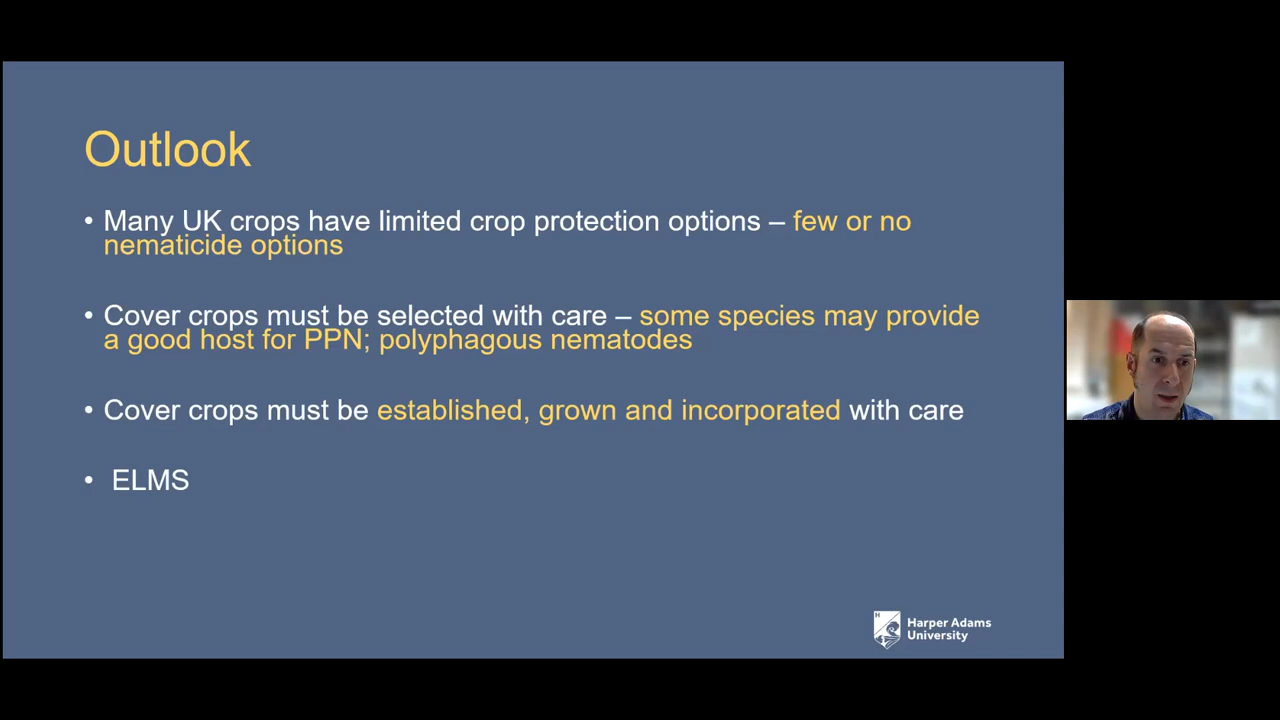 Outlook
• Many UK crops have limited crop protection options – few or no
nematicide options
• Cover crops must be selected with care – some species may provide
a good host for PPN; polyphagous nematodes
• Cover crops must be established, grown and incorporated with care
• ELMS
H
Harper Adams
University